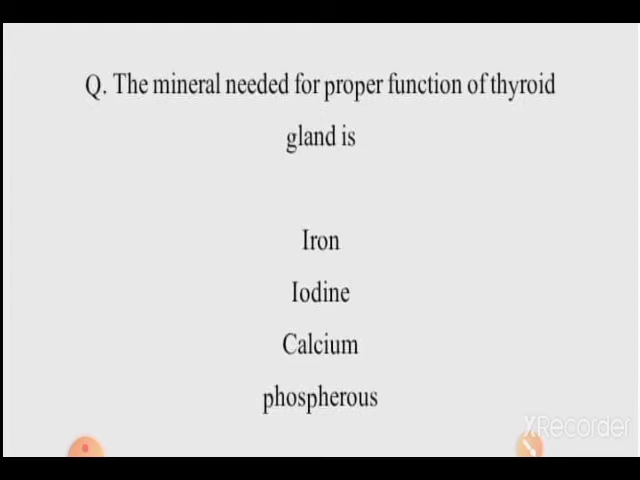 Q. The mineral needed for proper function of thyroid
gland is
Iron
Iodine
Calcium
phospherous
XRecorder